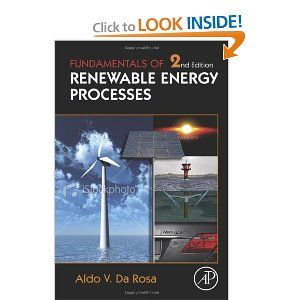 Click to LOOK INSIDE!
FUNDAMENTALS OF 2nd Edition
RENEWABLE ENERGY
PROCESSES
iStockphoto
Aldo V. Da Rosa
AP